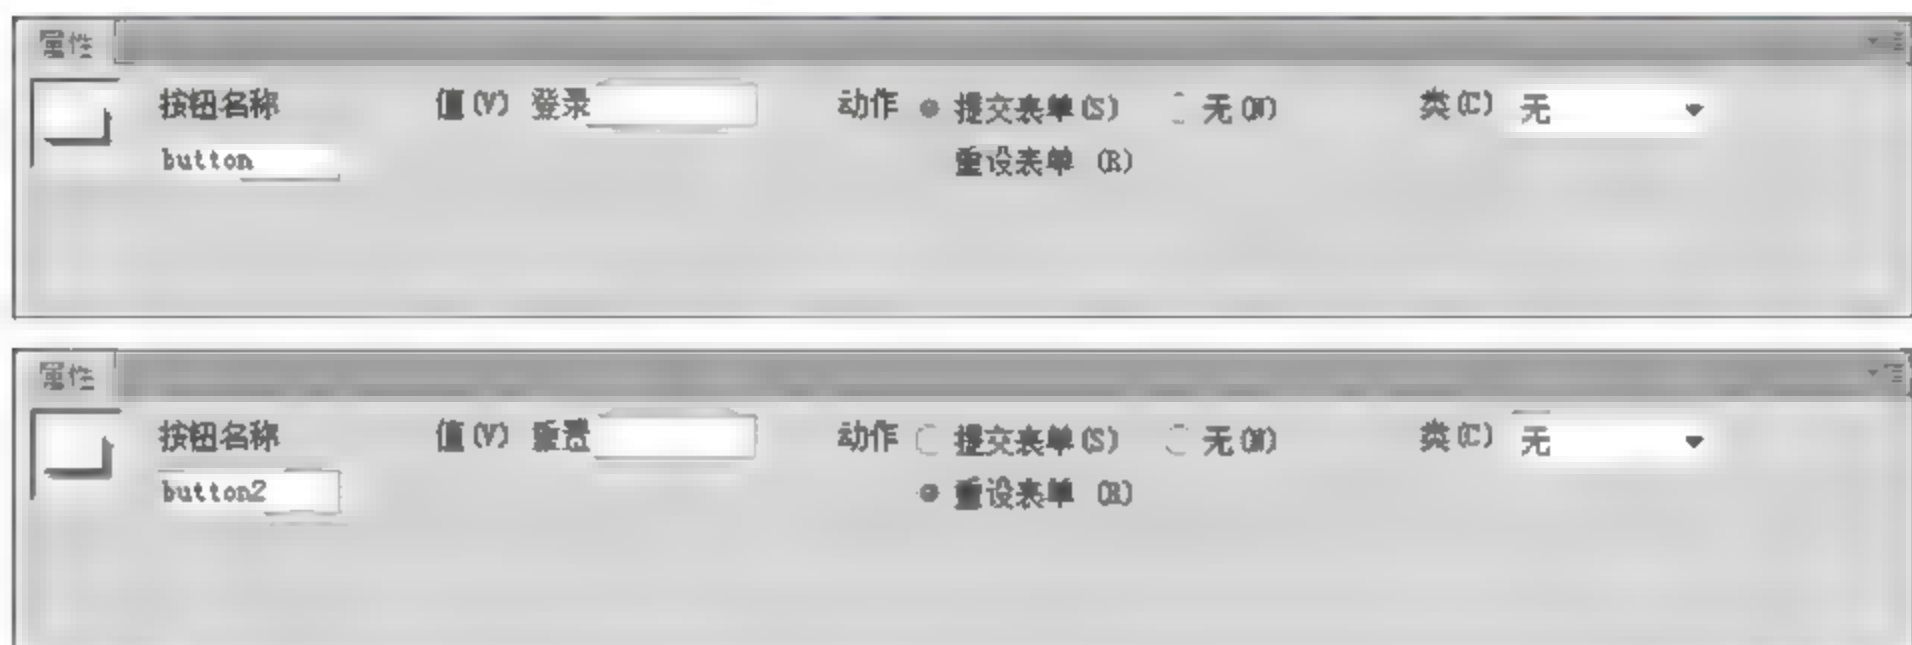 属性
按钮名称 值(V) 登录 动作 提交表单(S) 无(N) 类(C) 无
button 重设表单 (R)
属性
按钮名称 值(V) 重置 动作 提交表单(S) 无(N) 类(C) 无
button2 重设表单 (R)